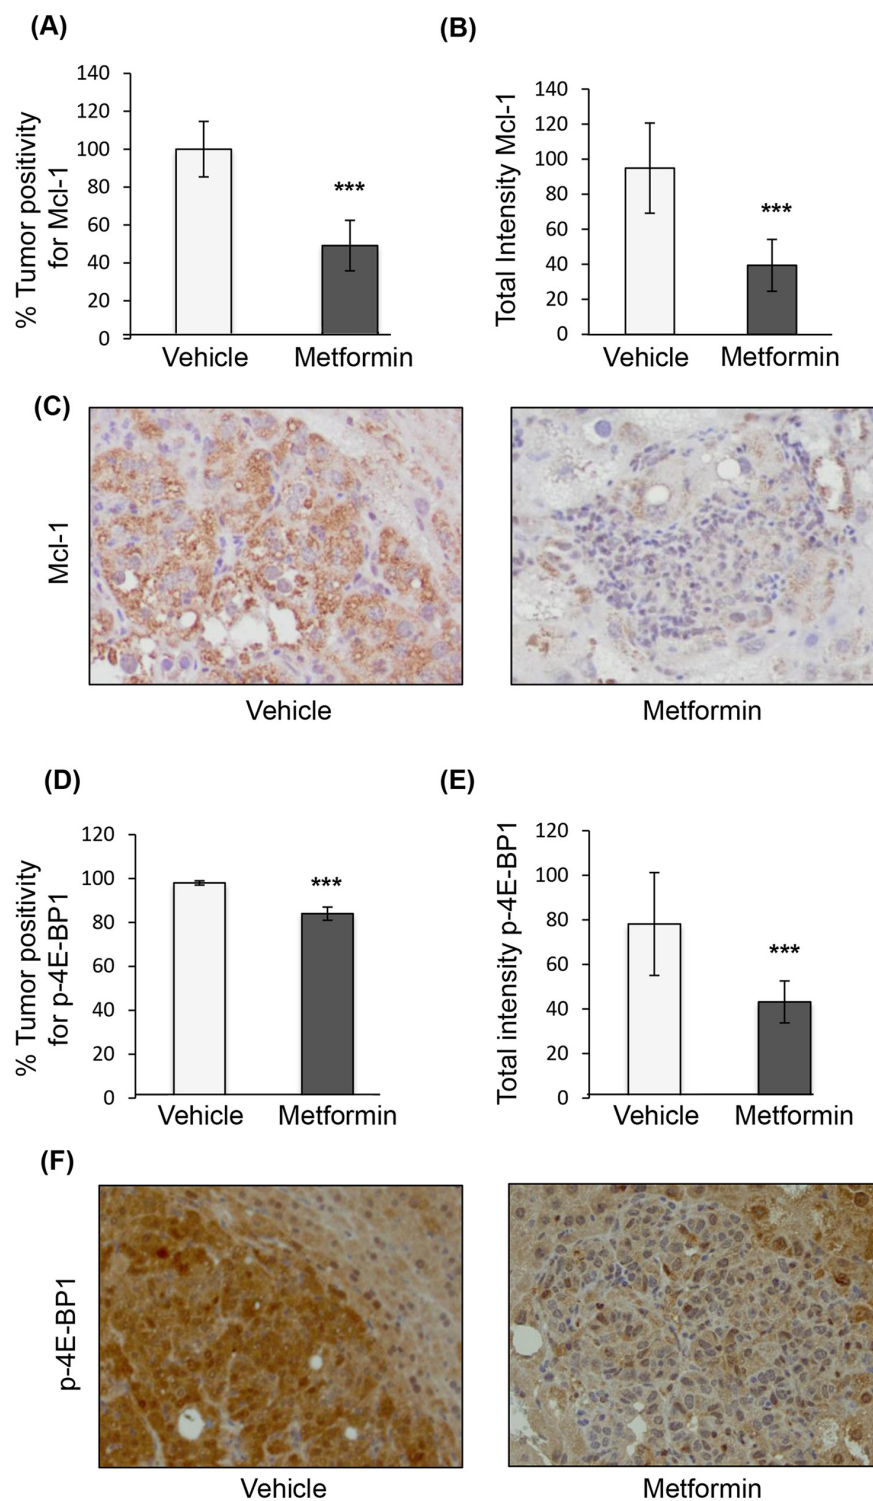 (A)
% Tumor positivity
for Mcl-1
140
120
100
80
60
40
20
0
***
Vehicle
Metformin
(B)
Total Intensity Mcl-1
140
120
100
80
60
40
20
0
***
Vehicle
Metformin
(C)
Mcl-1
Vehicle
Metformin
(D)
% Tumor positivity
for p-4E-BP1
120
100
80
60
40
20
0
***
Vehicle
Metformin
(E)
Total intensity p-4E-BP1
120
100
80
60
40
20
0
***
Vehicle
Metformin
(F)
p-4E-BP1
Vehicle
Metformin